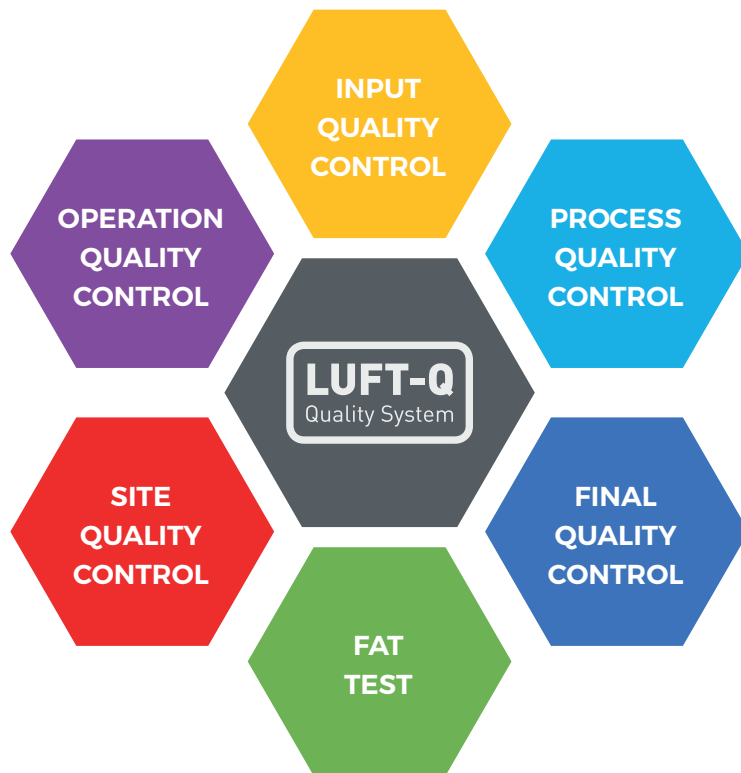 INPUT
QUALITY
CONTROL
PROCESS
QUALITY
CONTROL
FINAL
QUALITY
CONTROL
FAT
TEST
SITE
QUALITY
CONTROL
OPERATION
QUALITY
CONTROL
LUFT-Q
Quality System